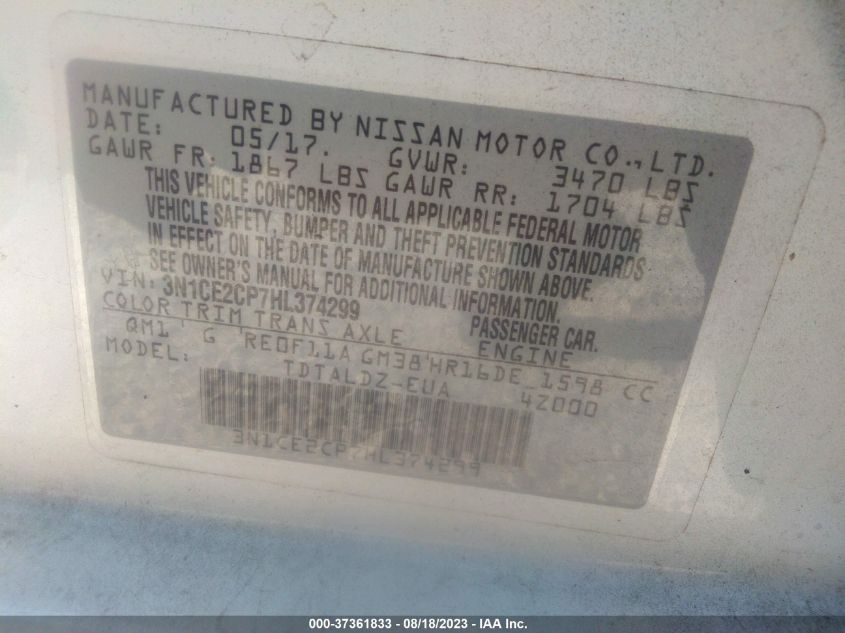 MANUFACTURED BY NISSAN MOTOR CO.,LTD.
DATE: 05/17. GVWR: 3470 LBS
GAWR FR: 1867 LBS GAWR RR: 1704 LBS
THIS VEHICLE CONFORMS TO ALL APPLICABLE FEDERAL MOTOR
VEHICLE SAFETY, BUMPER AND THEFT PREVENTION STANDARDS
IN EFFECT ON THE DATE OF MANUFACTURE SHOWN ABOVE.
SEE OWNER'S MANUAL FOR ADDITIONAL INFORMATION.
VIN: 3N1CE2CP7HL374299 PASSENGER CAR.
COLOR TRIM TRANS AXLE ENGINE
QM1 G RE0F11A GM38 HR16DE 1598 CC
MODEL: TDTALDZ-EUA 4Z000
3N1CE2CP7HL374299
000-37361833 - 08/18/2023 - IAA Inc.